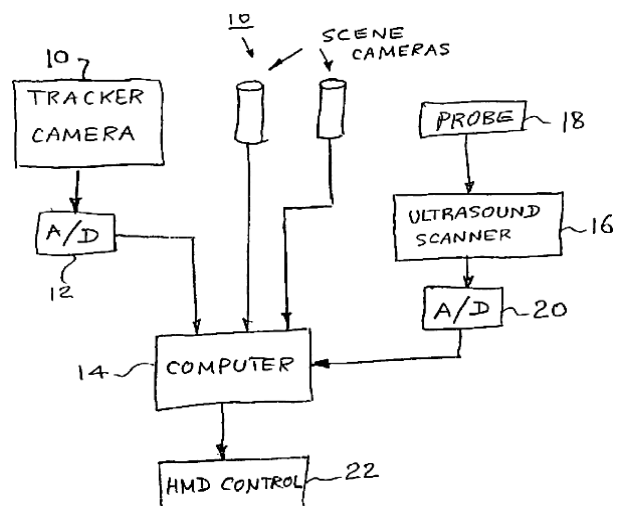 10
SCENE
CAMERAS
10
TRACKER
CAMERA
PROBE
18
ULTRASOUND
SCANNER
16
A/D
12
A/D
20
14
COMPUTER
HMD CONTROL
22